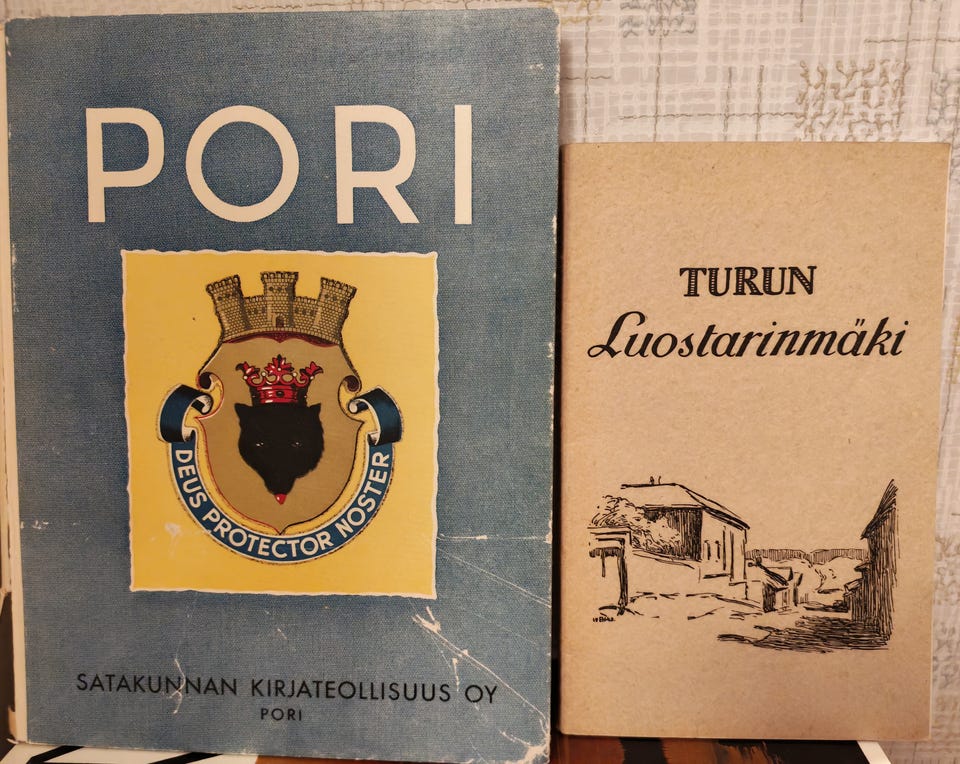 PORI
DEUS PROTECTOR NOSTER
SATAKUNNAN KIRJATEOLLISUUS OY
PORI
TURUN
Luostarinmäki